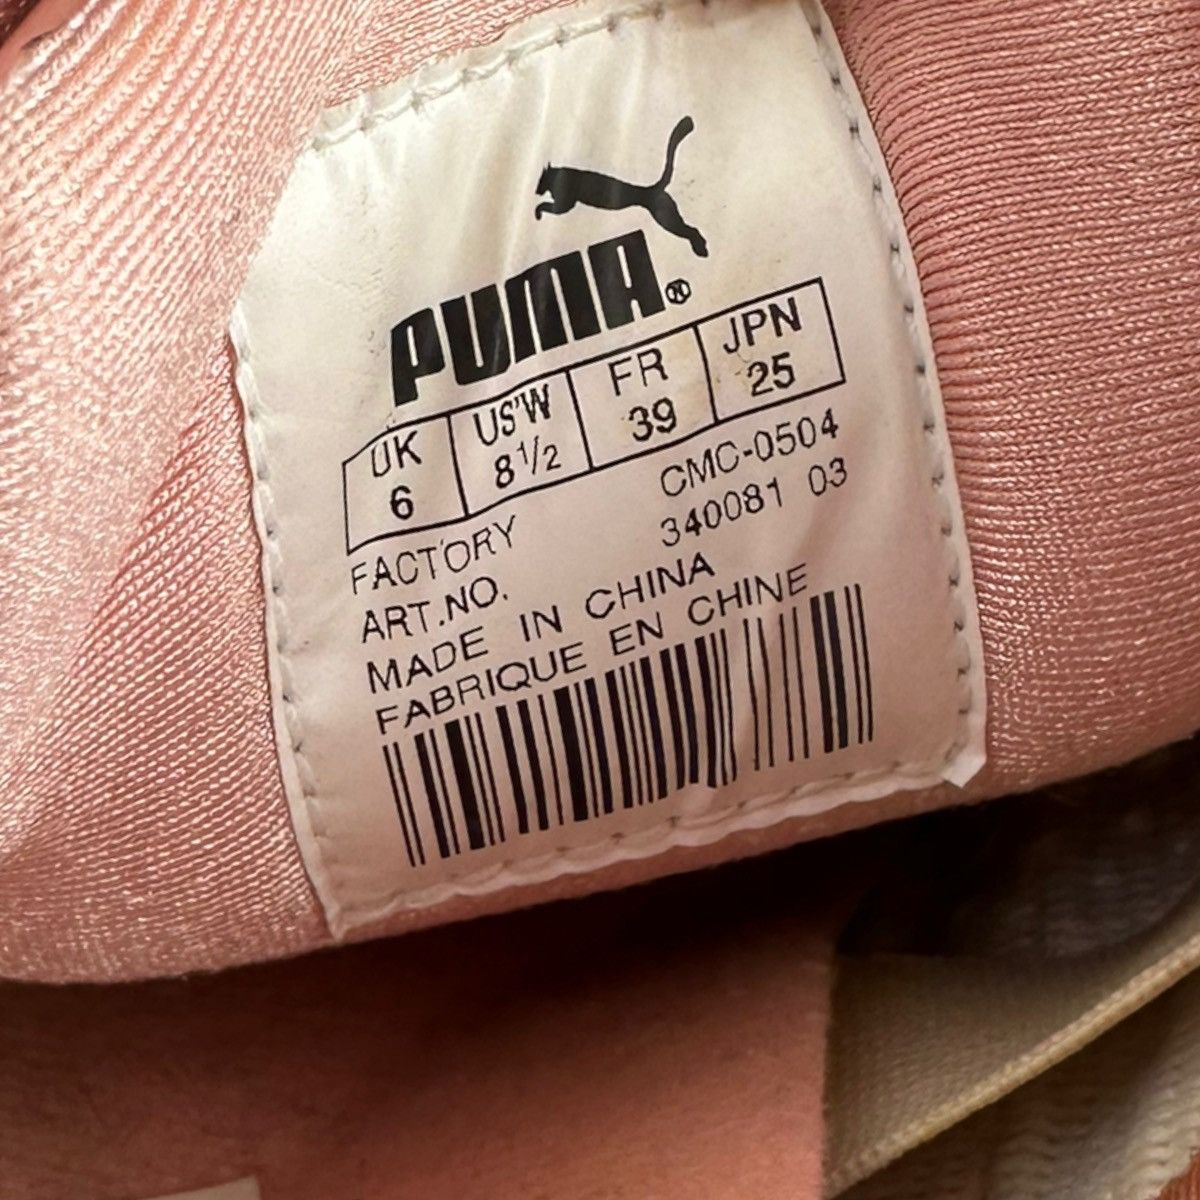 PUMA®
UK US"W FR JPN
6 8 1/2 39 25
FACTORY CMC-0504
ART.NO. 340081 03
MADE IN CHINA
FABRIQUE EN CHINE